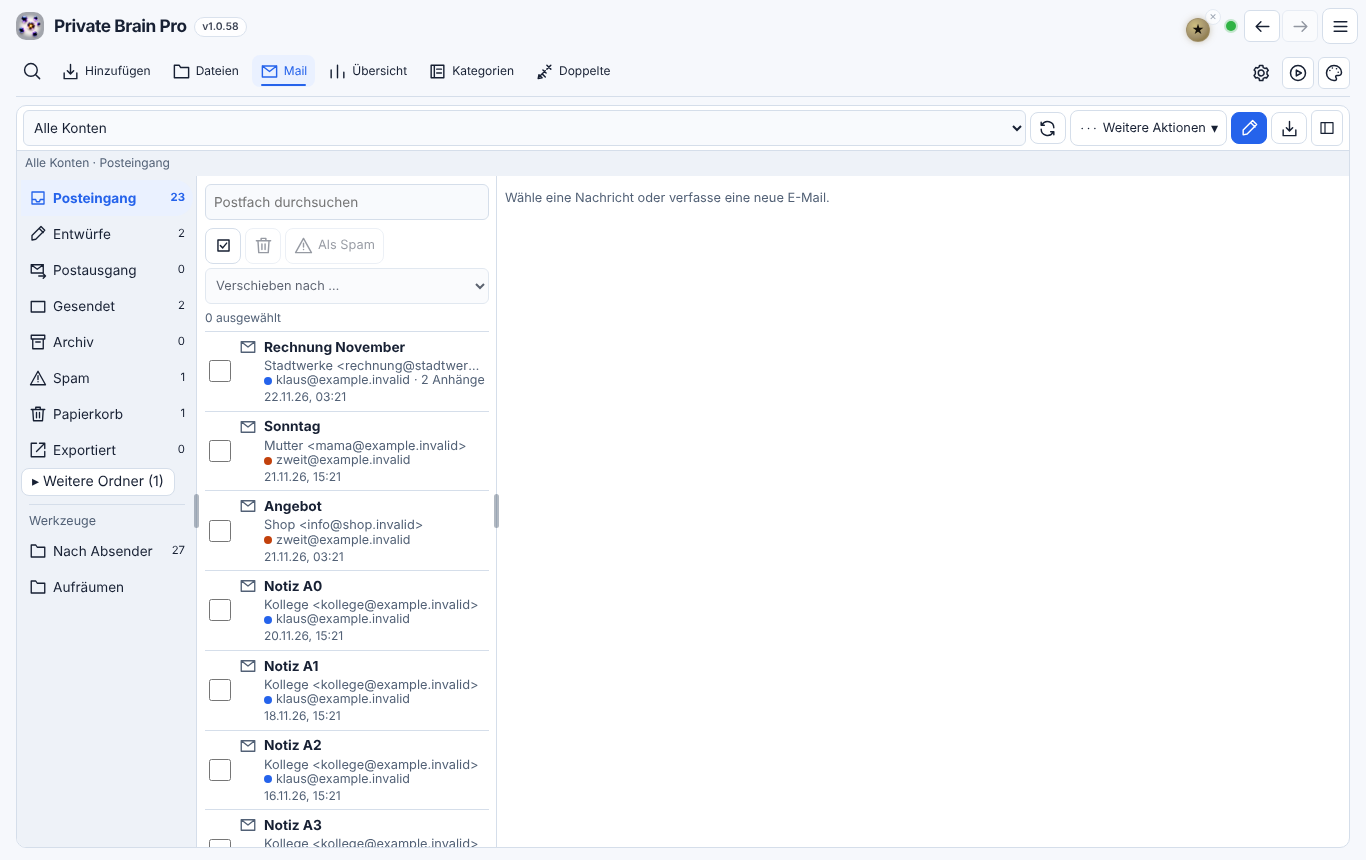 Private Brain Pro v1.0.58
Hinzufügen Dateien Mail Übersicht Kategorien Doppelte
Alle Konten
··· Weitere Aktionen ▾
Alle Konten · Posteingang
Posteingang 23
Entwürfe 2
Postausgang 0
Gesendet 2
Archiv 0
Spam 1
Papierkorb 1
Exportiert 0
▸ Weitere Ordner (1)
Werkzeuge
Nach Absender 27
Aufräumen
Postfach durchsuchen
Als Spam
Verschieben nach ...
0 ausgewählt
Rechnung November
Stadtwerke <rechnung@stadtwer...
klaus@example.invalid · 2 Anhänge
22.11.26, 03:21
Sonntag
Mutter <mama@example.invalid>
zweit@example.invalid
21.11.26, 15:21
Angebot
Shop <info@shop.invalid>
zweit@example.invalid
21.11.26, 03:21
Notiz A0
Kollege <kollege@example.invalid>
klaus@example.invalid
20.11.26, 15:21
Notiz A1
Kollege <kollege@example.invalid>
klaus@example.invalid
18.11.26, 15:21
Notiz A2
Kollege <kollege@example.invalid>
klaus@example.invalid
16.11.26, 15:21
Notiz A3
Kollege <kollege@example.invalid>
Wähle eine Nachricht oder verfasse eine neue E-Mail.